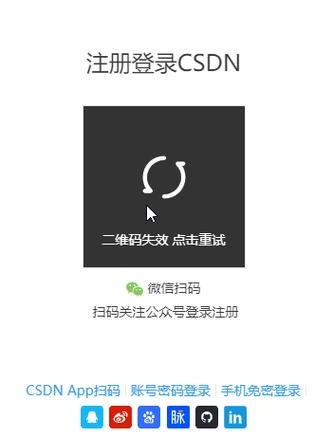 注册登录CSDN
二维码失效 点击重试
微信扫码
扫码关注公众号登录注册
CSDN App扫码 账号密码登录 手机免密登录
脉 in